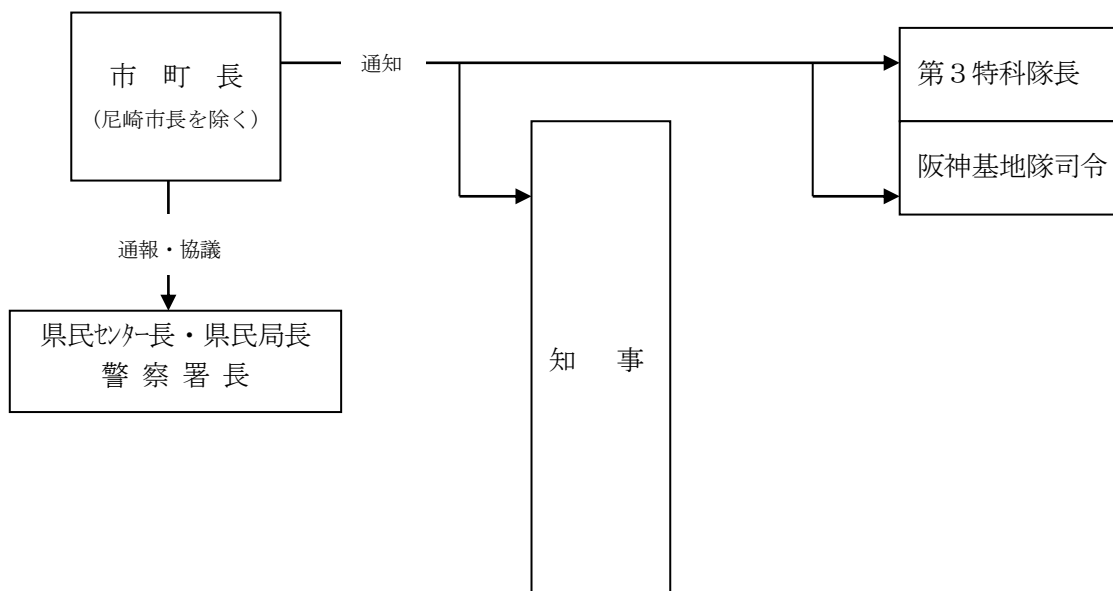 市　町　長
(尼崎市長を除く)
通知
第３特科隊長
阪神基地隊司令
通報・協議
県民ｾﾝﾀｰ長・県民局長
警 察 署 長
知　事